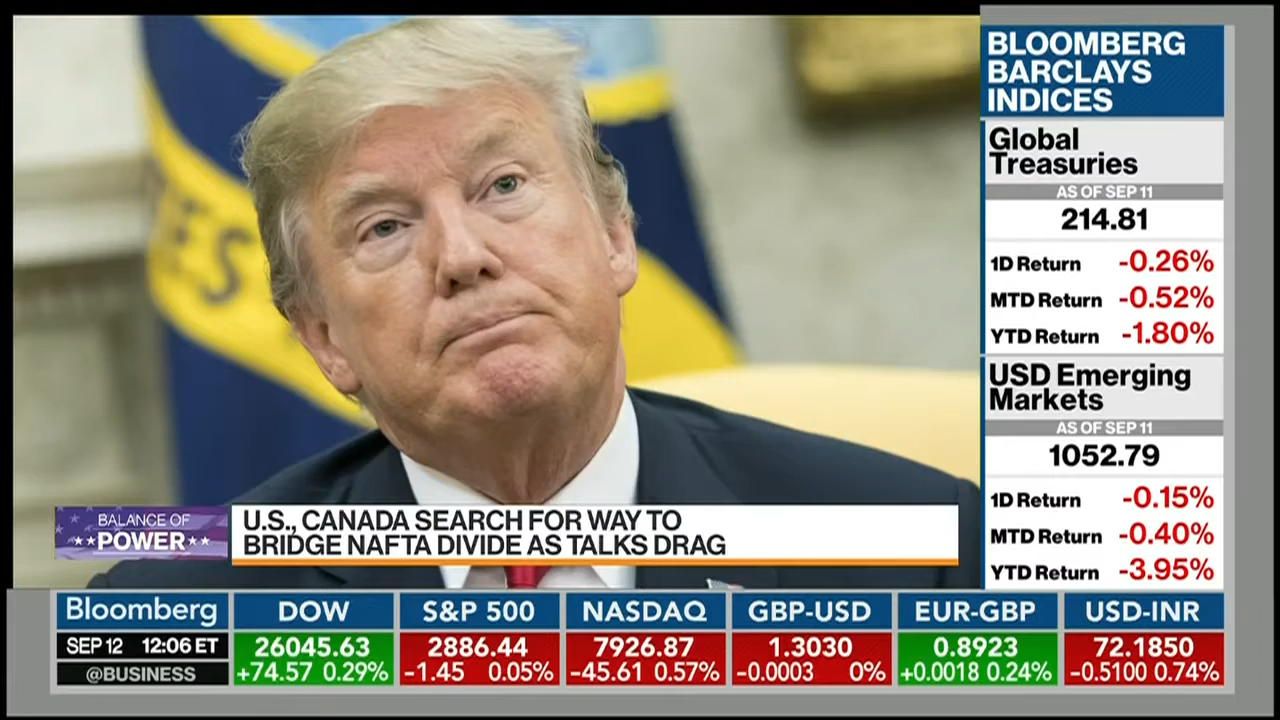 ES
BALANCE OF
POWER
U.S., CANADA SEARCH FOR WAY TO
BRIDGE NAFTA DIVIDE AS TALKS DRAG
BLOOMBERG
BARCLAYS
INDICES
Global
Treasuries
AS OF SEP 11
214.81
1D Return -0.26%
MTD Return -0.52%
YTD Return -1.80%
USD Emerging
Markets
AS OF SEP 11
1052.79
1D Return -0.15%
MTD Return -0.40%
YTD Return -3.95%
Bloomberg
SEP 12 12:06 ET
@BUSINESS
DOW
26045.63
+74.57 0.29%
S&P 500
2886.44
-1.45 0.05%
NASDAQ
7926.87
-45.61 0.57%
GBP-USD
1.3030
-0.0003 0%
EUR-GBP
0.8923
+0.0018 0.24%
USD-INR
72.1850
-0.5100 0.74%